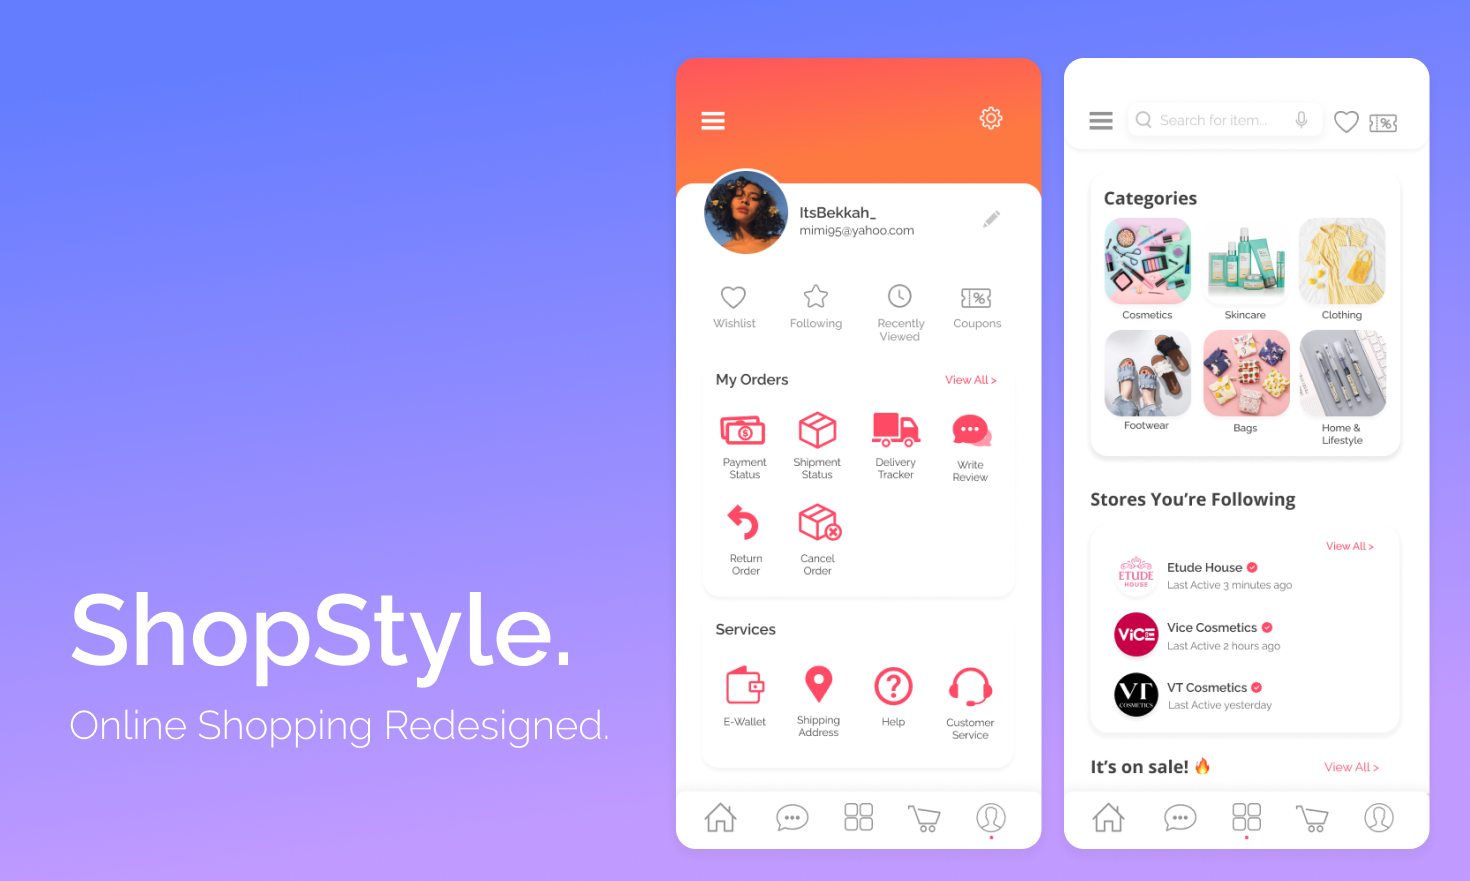 ShopStyle.
Online Shopping Redesigned.
ItsBekkah_
mimi95@yahoo.com
Wishlist
Following
Recently
Viewed
%
Coupons
My Orders
View All >
$
Payment
Status
Shipment
Status
Delivery
Tracker
Write
Review
Return
Order
Cancel
Order
Services
E-Wallet
Shipping
Address
?
Help
Customer
Service
Search for item...
%
Categories
Cosmetics
Skincare
Clothing
Footwear
Bags
Home &
Lifestyle
Stores You're Following
View All >
ETUDE
HOUSE
Etude House
Last Active 3 minutes ago
ViCE
Vice Cosmetics
Last Active 2 hours ago
VT
COSMETICS
VT Cosmetics
Last Active yesterday
It's on sale! 🔥
View All >